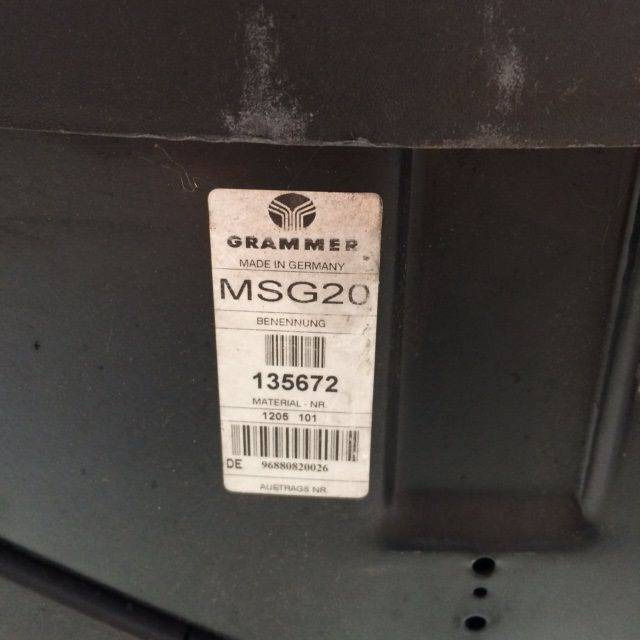 GRAMMER
MADE IN GERMANY
MSG20
BENENNUNG
135672
MATERIAL - NR.
1205 101
DE 96880820026
AUFTRAGS NR.